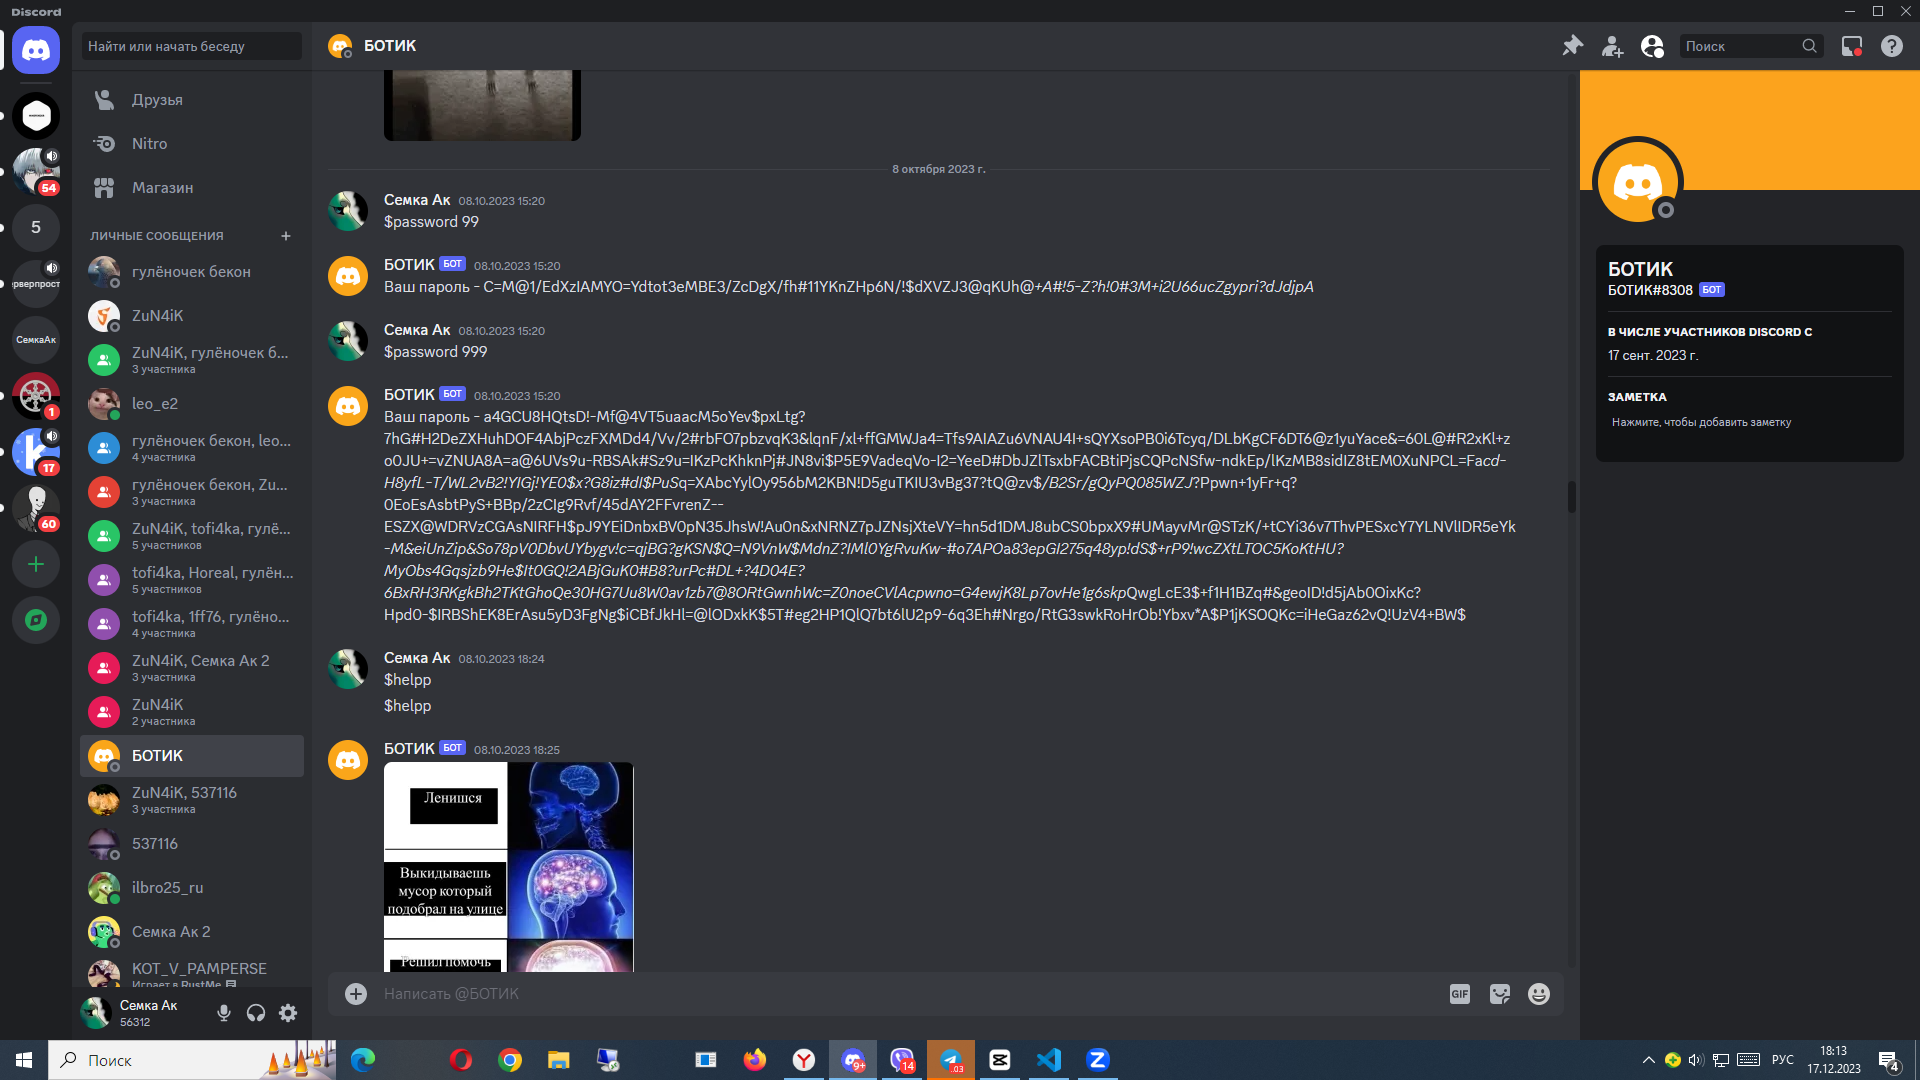 Discord
Найти или начать беседу
БОТИК
Поиск
Друзья
Nitro
Магазин
ЛИЧНЫЕ СООБЩЕНИЯ
гулёночек бекон
ZuN4iK
ZuN4iK, гулёночек б...
3 участника
leo_e2
гулёночек бекон, leo...
4 участника
гулёночек бекон, Zu...
3 участника
ZuN4iK, tofi4ka, гулё...
5 участников
tofi4ka, Horeal, гулён...
5 участников
tofi4ka, 1ff76, гулёно...
4 участника
ZuN4iK, Семка Ак 2
3 участника
ZuN4iK
2 участника
БОТИК
ZuN4iK, 537116
3 участника
537116
ilbro25_ru
Семка Ак 2
KOT_V_PAMPERSE
Играет в RustMe
Семка Ак
56312
54
5
рверпрост
СемкаАк
1
17
60
8 октября 2023 г.
Семка Ак 08.10.2023 15:20
$password 99
БОТИК БОТ 08.10.2023 15:20
Ваш пароль - C=M@1/EdXzIAMYO=Ydtot3eMBE3/ZcDgX/fh#11YKnZHp6N/!$dXVZJ3@qKUh@+A#!5-Z?h!0#3M+i2U66ucZgypri?dJdjpA
Семка Ак 08.10.2023 15:20
$password 999
БОТИК БОТ 08.10.2023 15:20
Ваш пароль - a4GCU8HQtsD!-Mf@4VT5uaacM5oYev$pxLtg?
7hG#H2DeZXHuhDOF4AbjPczFXMDd4/Vv/2#rbFO7pbzvqK3&lqnF/xl+ffGMWJa4=Tfs9AIAZu6VNAU4I+sQYXsoPB0i6Tcyq/DLbKgCF6DT6@z1yuYace&=60L@#R2xKl+z
o0JU+=vZNUA8A=a@6UVs9u-RBSAk#Sz9u=IKzPcKhknPj#JN8vi$P5E9VadeqVo-I2=YeeD#DbJZlTsxbFACBtiPjsCQPcNSfw-ndkEp/lKzMB8sidIZ8tEM0XuNPCL=Facd-
H8yfL-T/WL2vB2!YIGj!YE0$x?G8iz#dI$PuSq=XAbcYylOy956bM2KBN!D5guTKIU3vBg37?tQ@zv$/B2Sr/gQyPQ085WZJ?Ppwn+1yFr+q?
0EoEsAsbtPyS+BBp/2zCIg9Rvf/45dAY2FFvrenZ--
ESZX@WDRVzCGAsNIRFH$pJ9YEiDnbxBV0pN35JhsW!Au0n&xNRNZ7pJZNsjXteVY=hn5d1DMJ8ubCS0bpxX9#UMayvMr@STzK/+tCYi36v7ThvPESxcY7YLNVlIDR5eYk
-M&eiUnZip&So78pV0DbvUYbygv!c=qjBG?gKSN$Q=N9VnW$MdnZ?IMl0YgRvuKw-#o7APOa83epGI275q48yp!dS$+rP9!wcZXtLTOC5KoKtHU?
MyObs4Gqsjzb9He$It0GQ!2ABjGuK0#B8?urPc#DL+?4D04E?
6BxRH3RKgkBh2TKtGhoQe30HG7Uu8W0av1zb7@8ORtGwnhWc=Z0noeCVlAcpwno=G4ewjK8Lp7ovHe1g6skpQwgLcE3$+f1H1BZq#&geoID!d5jAb0OixKc?
Hpd0-$IRBShEK8ErAsu5yD3FgNg$iCBfJkHl=@lODxkK$5T#eg2HP1QlQ7bt6lU2p9-6q3Eh#Nrgo/RtG3swkRoHrOb!Ybxv*A$P1jKSOQKc=iHeGaz62vQ!UzV4+BW$
Семка Ак 08.10.2023 18:24
$helpp
$helpp
БОТИК БОТ 08.10.2023 18:25
Ленишся
Выкидываешь
мусор который
подобрал на улице
Решил помочь
Написать @БОТИК
GIF
БОТИК
БОТИК#8308 БОТ
В ЧИСЛЕ УЧАСТНИКОВ DISCORD С
17 сент. 2023 г.
ЗАМЕТКА
Нажмите, чтобы добавить заметку
Поиск
9+
14
.03
РУС
18:13
17.12.2023
4